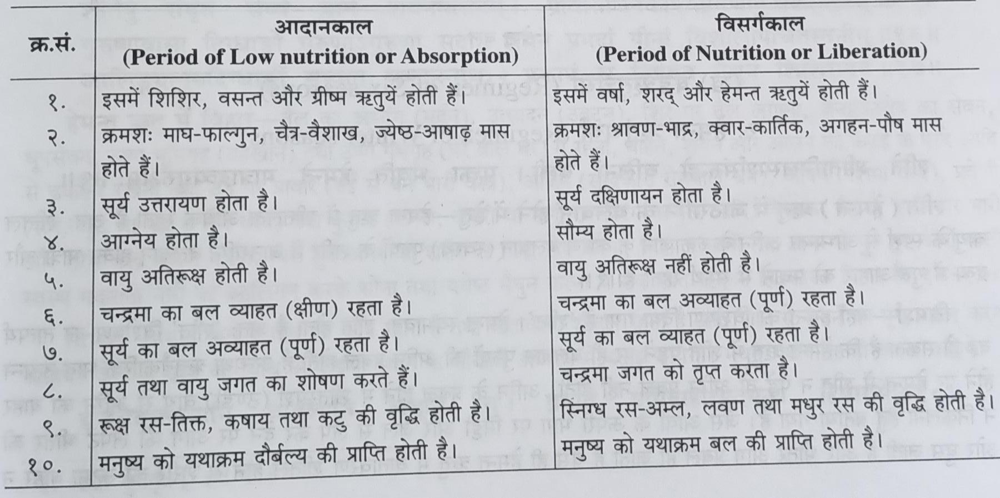 क्र.सं. आदानकाल विसर्गकाल
(Period of Low nutrition or Absorption) (Period of Nutrition or Liberation)
१. इसमें शिशिर, वसन्त और ग्रीष्म ऋतुयें होती हैं। इसमें वर्षा, शरद् और हेमन्त ऋतुयें होती हैं।
२. क्रमशः माघ-फाल्गुन, चैत्र-वैशाख, ज्येष्ठ-आषाढ़ मास क्रमशः श्रावण-भाद्र, क्वार-कार्तिक, अगहन-पौष मास
होते हैं। होते हैं।
३. सूर्य उत्तरायण होता है। सूर्य दक्षिणायन होता है।
४. आग्नेय होता है। सौम्य होता है।
५. वायु अतिरूक्ष होती है। वायु अतिरूक्ष नहीं होती है।
६. चन्द्रमा का बल व्याहत (क्षीण) रहता है। चन्द्रमा का बल अव्याहत (पूर्ण) रहता है।
७. सूर्य का बल अव्याहत (पूर्ण) रहता है। सूर्य का बल व्याहत (पूर्ण) रहता है।
८. सूर्य तथा वायु जगत का शोषण करते हैं। चन्द्रमा जगत को तृप्त करता है।
९. रूक्ष रस-तिक्त, कषाय तथा कटु की वृद्धि होती है। स्निग्ध रस-अम्ल, लवण तथा मधुर रस की वृद्धि होती है।
१०. मनुष्य को यथाक्रम दौर्बल्य की प्राप्ति होती है। मनुष्य को यथाक्रम बल की प्राप्ति होती है।